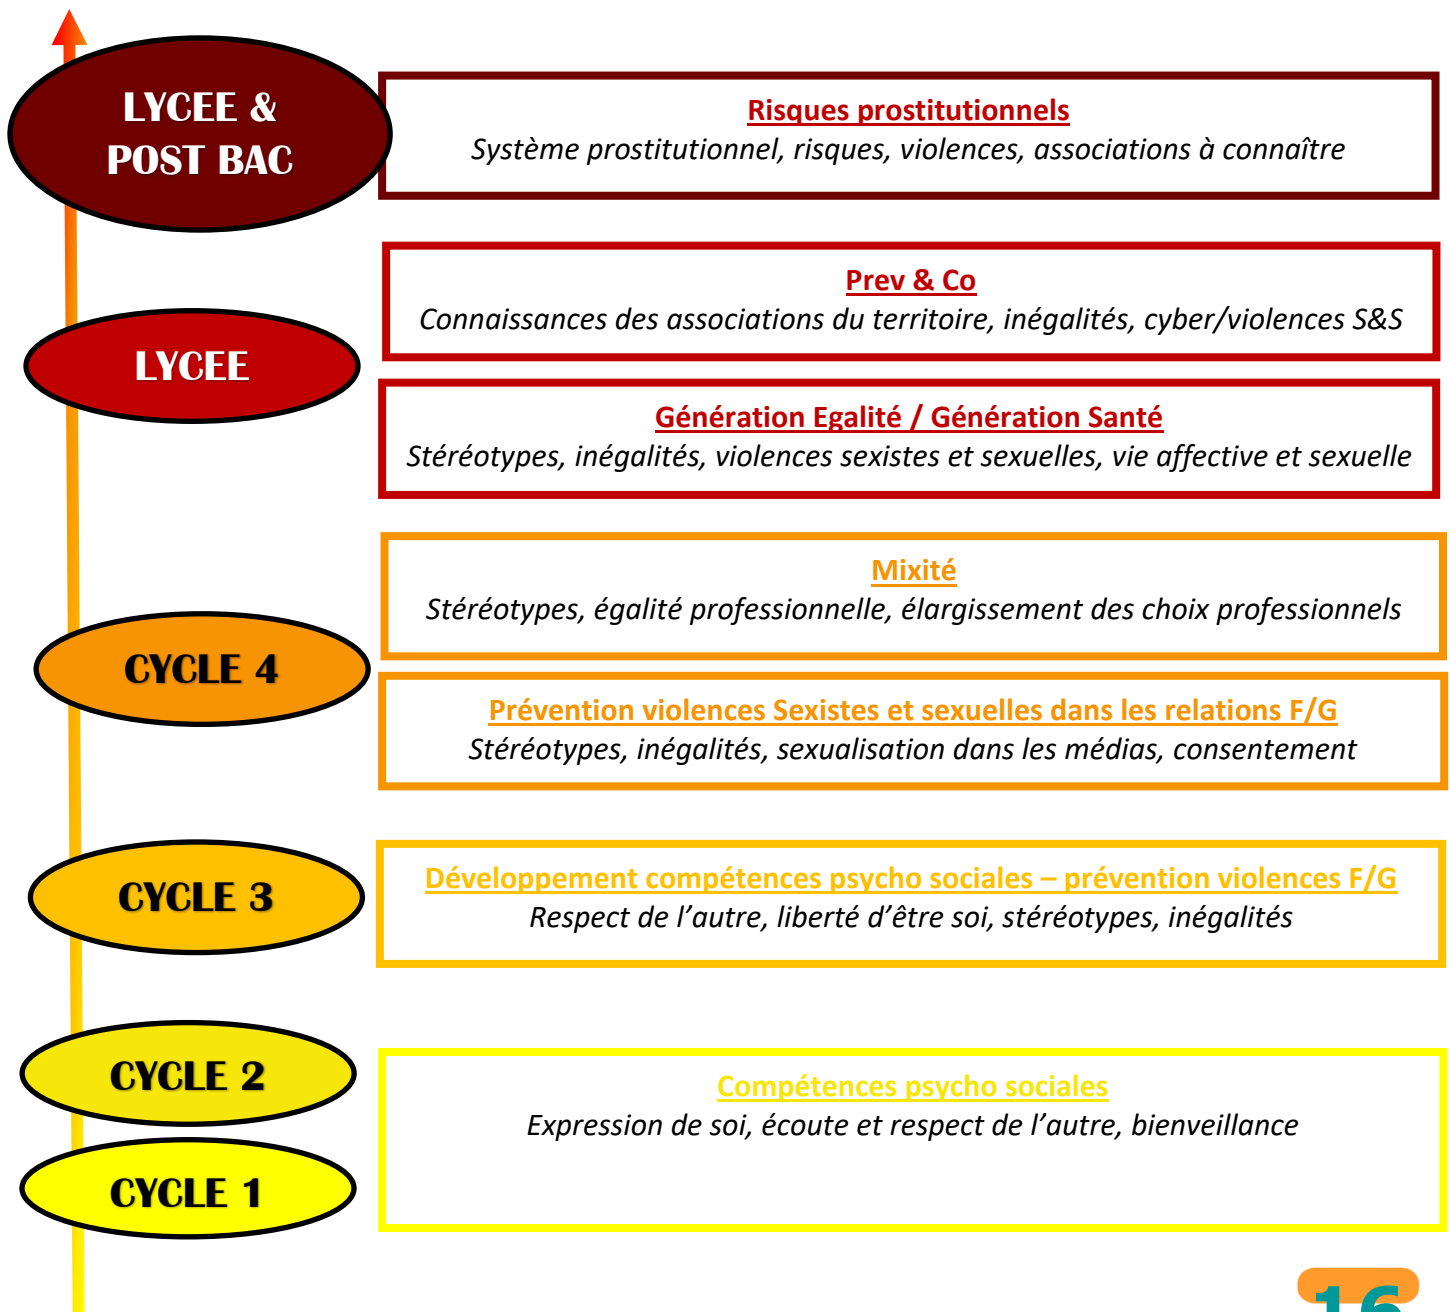 LYCEE &
POST BAC
Risques prostitutionnels
Système prostitutionnel, risques, violences, associations à connaître
LYCEE
Prev & Co
Connaissances des associations du territoire, inégalités, cyber/violences S&S
Génération Egalité / Génération Santé
Stéréotypes, inégalités, violences sexistes et sexuelles, vie affective et sexuelle
CYCLE 4
Mixité
Stéréotypes, égalité professionnelle, élargissement des choix professionnels
Prévention violences Sexistes et sexuelles dans les relations F/G
Stéréotypes, inégalités, sexualisation dans les médias, consentement
CYCLE 3
Développement compétences psycho sociales – prévention violences F/G
Respect de l’autre, liberté d’être soi, stéréotypes, inégalités
CYCLE 2
CYCLE 1
Compétences psycho sociales
Expression de soi, écoute et respect de l’autre, bienveillance
16